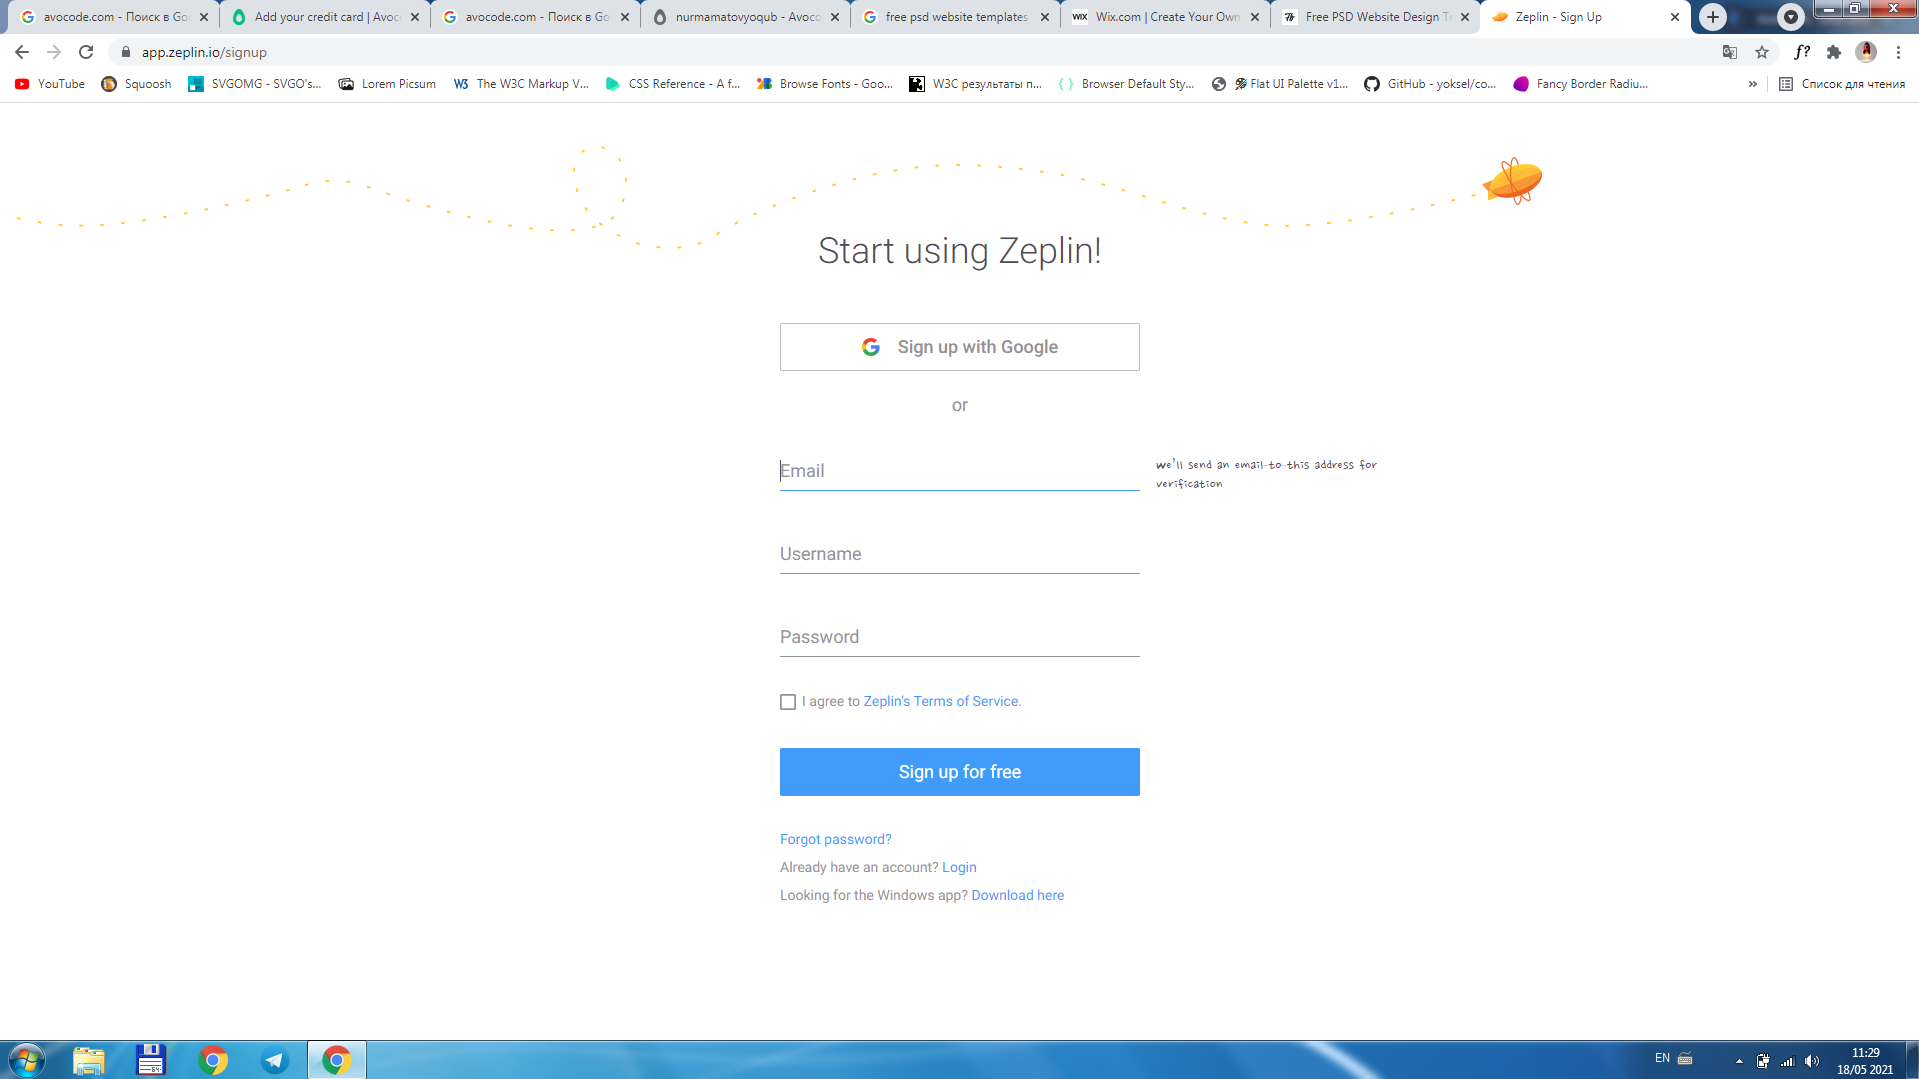 avocode.com - Поиск в Go
Add your credit card | Avoc
avocode.com - Поиск в Go
nurmamatovyoqub - Avoco
free psd website templates
WIX Wix.com | Create Your Own
Free PSD Website Design T
Zeplin - Sign Up
app.zeplin.io/signup
f?
YouTube
Squoosh
SVGOMG - SVGO's...
Lorem Picsum
W3 The W3C Markup V...
CSS Reference - A f...
Browse Fonts - Goo...
W3C результаты п...
Browser Default Sty...
Flat UI Palette v1...
GitHub - yoksel/co...
Fancy Border Radiu...
»
Список для чтения
Start using Zeplin!
Sign up with Google
or
Email
we'll send an email to this address for
verification
Username
Password
I agree to Zeplin's Terms of Service.
Sign up for free
Forgot password?
Already have an account? Login
Looking for the Windows app? Download here
64
EN
11:29
18/05 2021